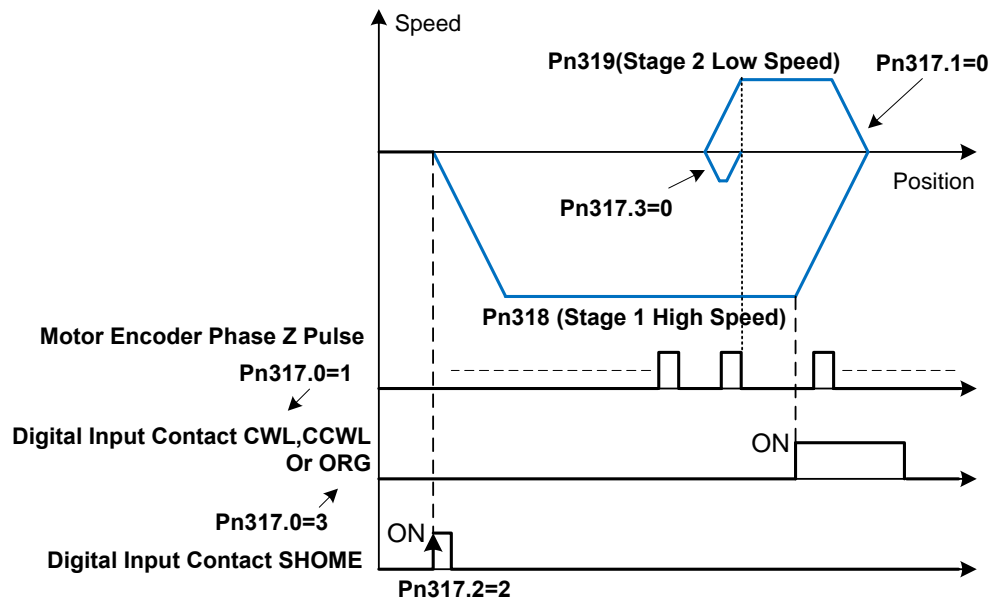 Speed
Pn319(Stage 2 Low Speed)
Pn317.1=0
Position
Pn317.3=0
Pn318 (Stage 1 High Speed)
Motor Encoder Phase Z Pulse
Pn317.0=1
Digital Input Contact CWL,CCWL
Or ORG
ON
Pn317.0=3
ON
Digital Input Contact SHOME
Pn317.2=2